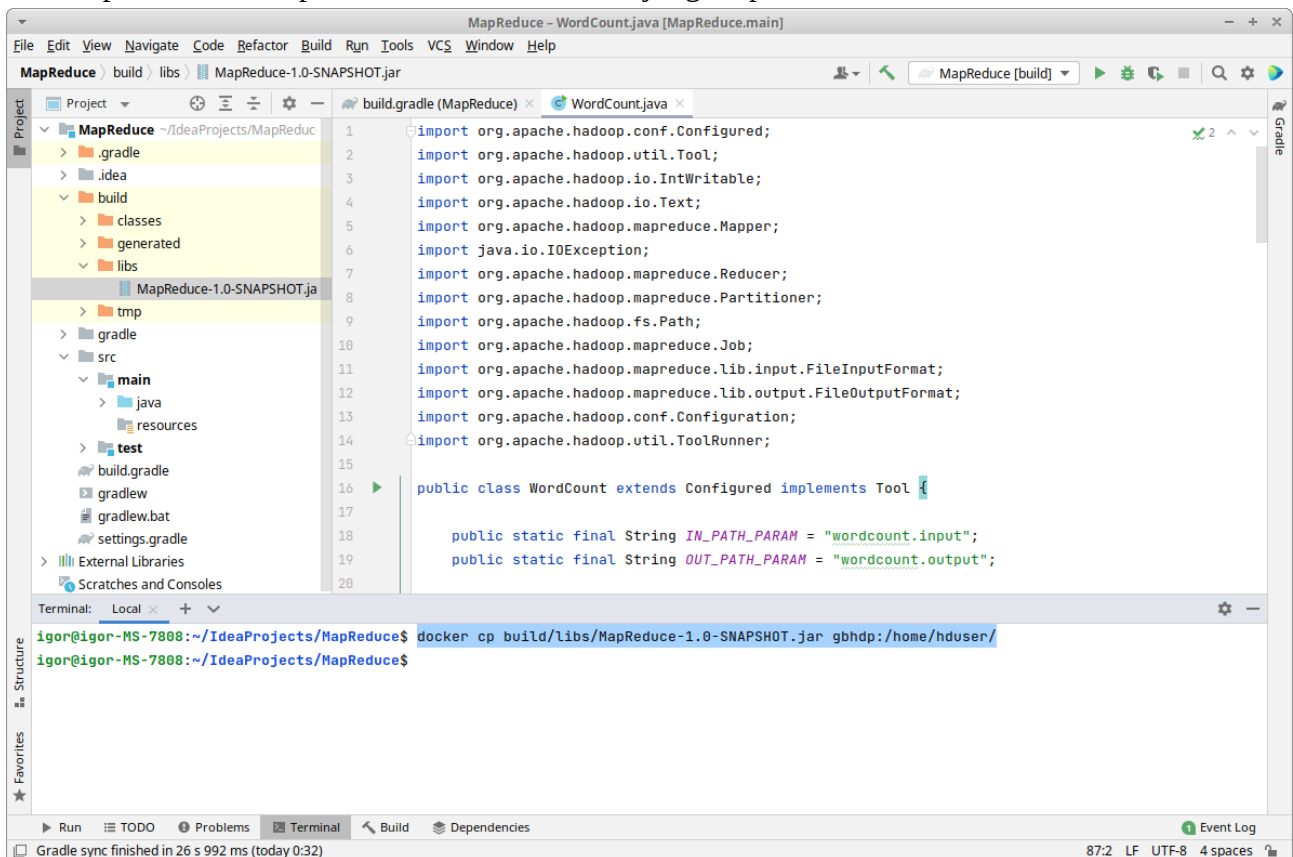 MapReduce – WordCount.java [MapReduce.main]
File Edit View Navigate Code Refactor Build Run Tools VCS Window Help
MapReduce build libs MapReduce-1.0-SNAPSHOT.jar
MapReduce [build]
Project
build.gradle (MapReduce)
WordCount.java
Project
Structure
Favorites
Gradle
MapReduce ~/IdeaProjects/MapReduc
.gradle
.idea
build
classes
generated
libs
MapReduce-1.0-SNAPSHOT.ja
tmp
gradle
src
main
java
resources
test
build.gradle
gradlew
gradlew.bat
settings.gradle
External Libraries
Scratches and Consoles
2
1 import org.apache.hadoop.conf.Configured;
2 import org.apache.hadoop.util.Tool;
3 import org.apache.hadoop.io.IntWritable;
4 import org.apache.hadoop.io.Text;
5 import org.apache.hadoop.mapreduce.Mapper;
6 import java.io.IOException;
7 import org.apache.hadoop.mapreduce.Reducer;
8 import org.apache.hadoop.mapreduce.Partitioner;
9 import org.apache.hadoop.fs.Path;
10 import org.apache.hadoop.mapreduce.Job;
11 import org.apache.hadoop.mapreduce.lib.input.FileInputFormat;
12 import org.apache.hadoop.mapreduce.lib.output.FileOutputFormat;
13 import org.apache.hadoop.conf.Configuration;
14 import org.apache.hadoop.util.ToolRunner;
15
16 public class WordCount extends Configured implements Tool {
17
18 public static final String IN_PATH_PARAM = "wordcount.input";
19 public static final String OUT_PATH_PARAM = "wordcount.output";
20
Terminal: Local
igor@igor-MS-7808:~/IdeaProjects/MapReduce$ docker cp build/libs/MapReduce-1.0-SNAPSHOT.jar gbhdp:/home/hduser/
igor@igor-MS-7808:~/IdeaProjects/MapReduce$
Run TODO Problems Terminal Build Dependencies 1 Event Log
Gradle sync finished in 26 s 992 ms (today 0:32) 87:2 LF UTF-8 4 spaces